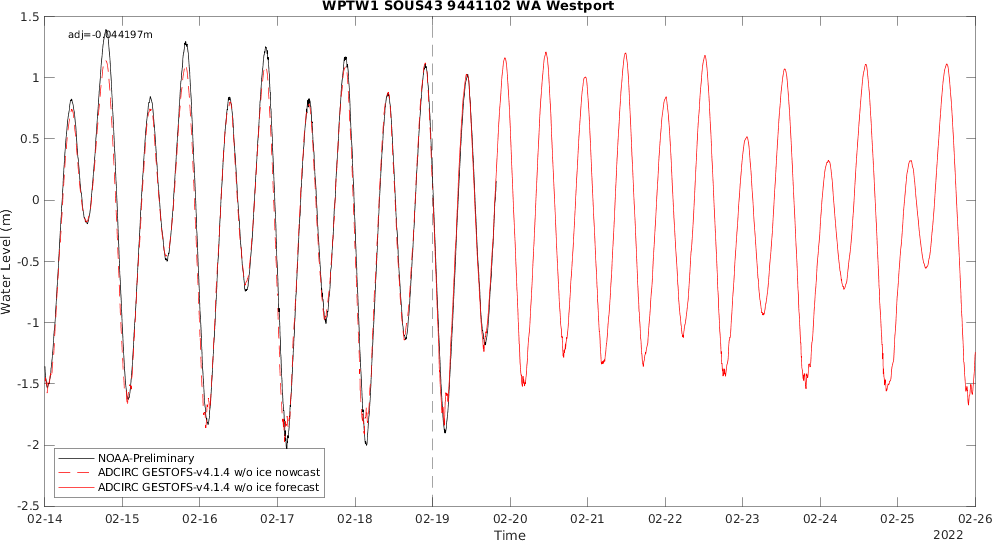 WPTW1 SOUS43 9441102 WA Westport
adj=-0.044197m
1.5
1
0.5
0
-0.5
-1
-1.5
-2
-2.5
Water Level (m)
NOAA-Preliminary
ADCIRC GESTOFS-v4.1.4 w/o ice nowcast
ADCIRC GESTOFS-v4.1.4 w/o ice forecast
02-14 02-15 02-16 02-17 02-18 02-19 02-20 02-21 02-22 02-23 02-24 02-25 02-26
Time
2022